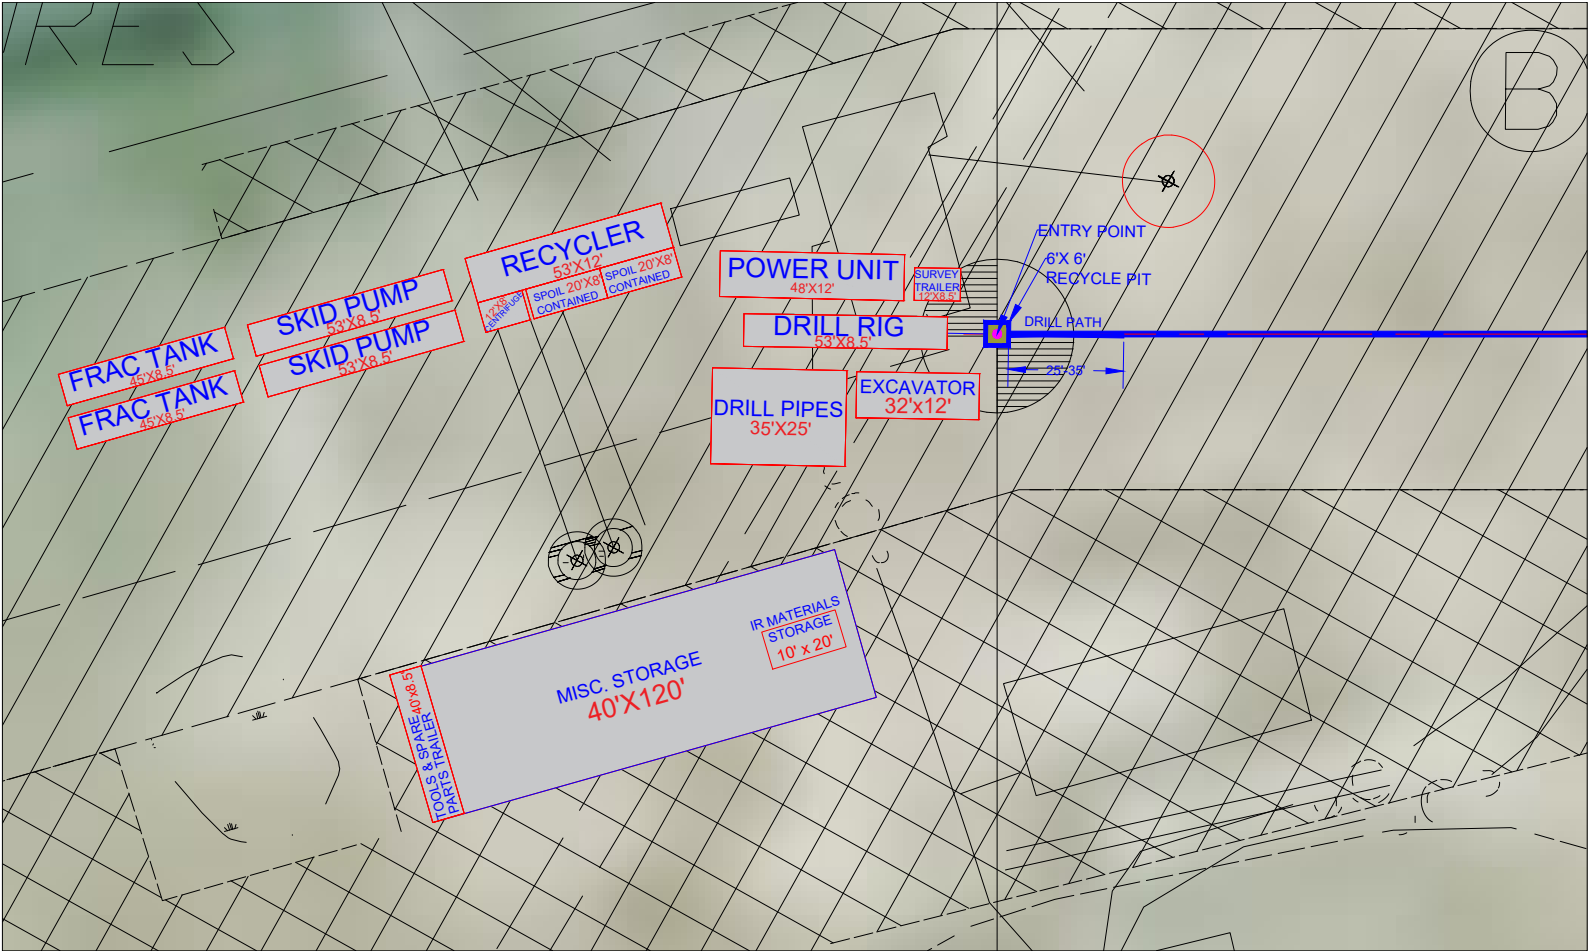 B
ENTRY POINT
6'X 6'
RECYCLE PIT
DRILL PATH
25'-35'
RECYCLER
53'X12'
12'X8'
CENTRIFUGE
SPOIL 20'X8'
CONTAINED
SPOIL 20'X8'
CONTAINED
POWER UNIT
48'X12'
SURVEY
TRAILER
12'X8.5'
SKID PUMP
53'X8.5'
SKID PUMP
53'X8.5'
FRAC TANK
45'X8.5'
FRAC TANK
45'X8.5'
DRILL RIG
53'X8.5'
DRILL PIPES
35'X25'
EXCAVATOR
32'x12'
IR MATERIALS
STORAGE
10' x 20'
MISC. STORAGE
40'X120'
TOOLS & SPARE
PARTS TRAILER
40'x8.5'